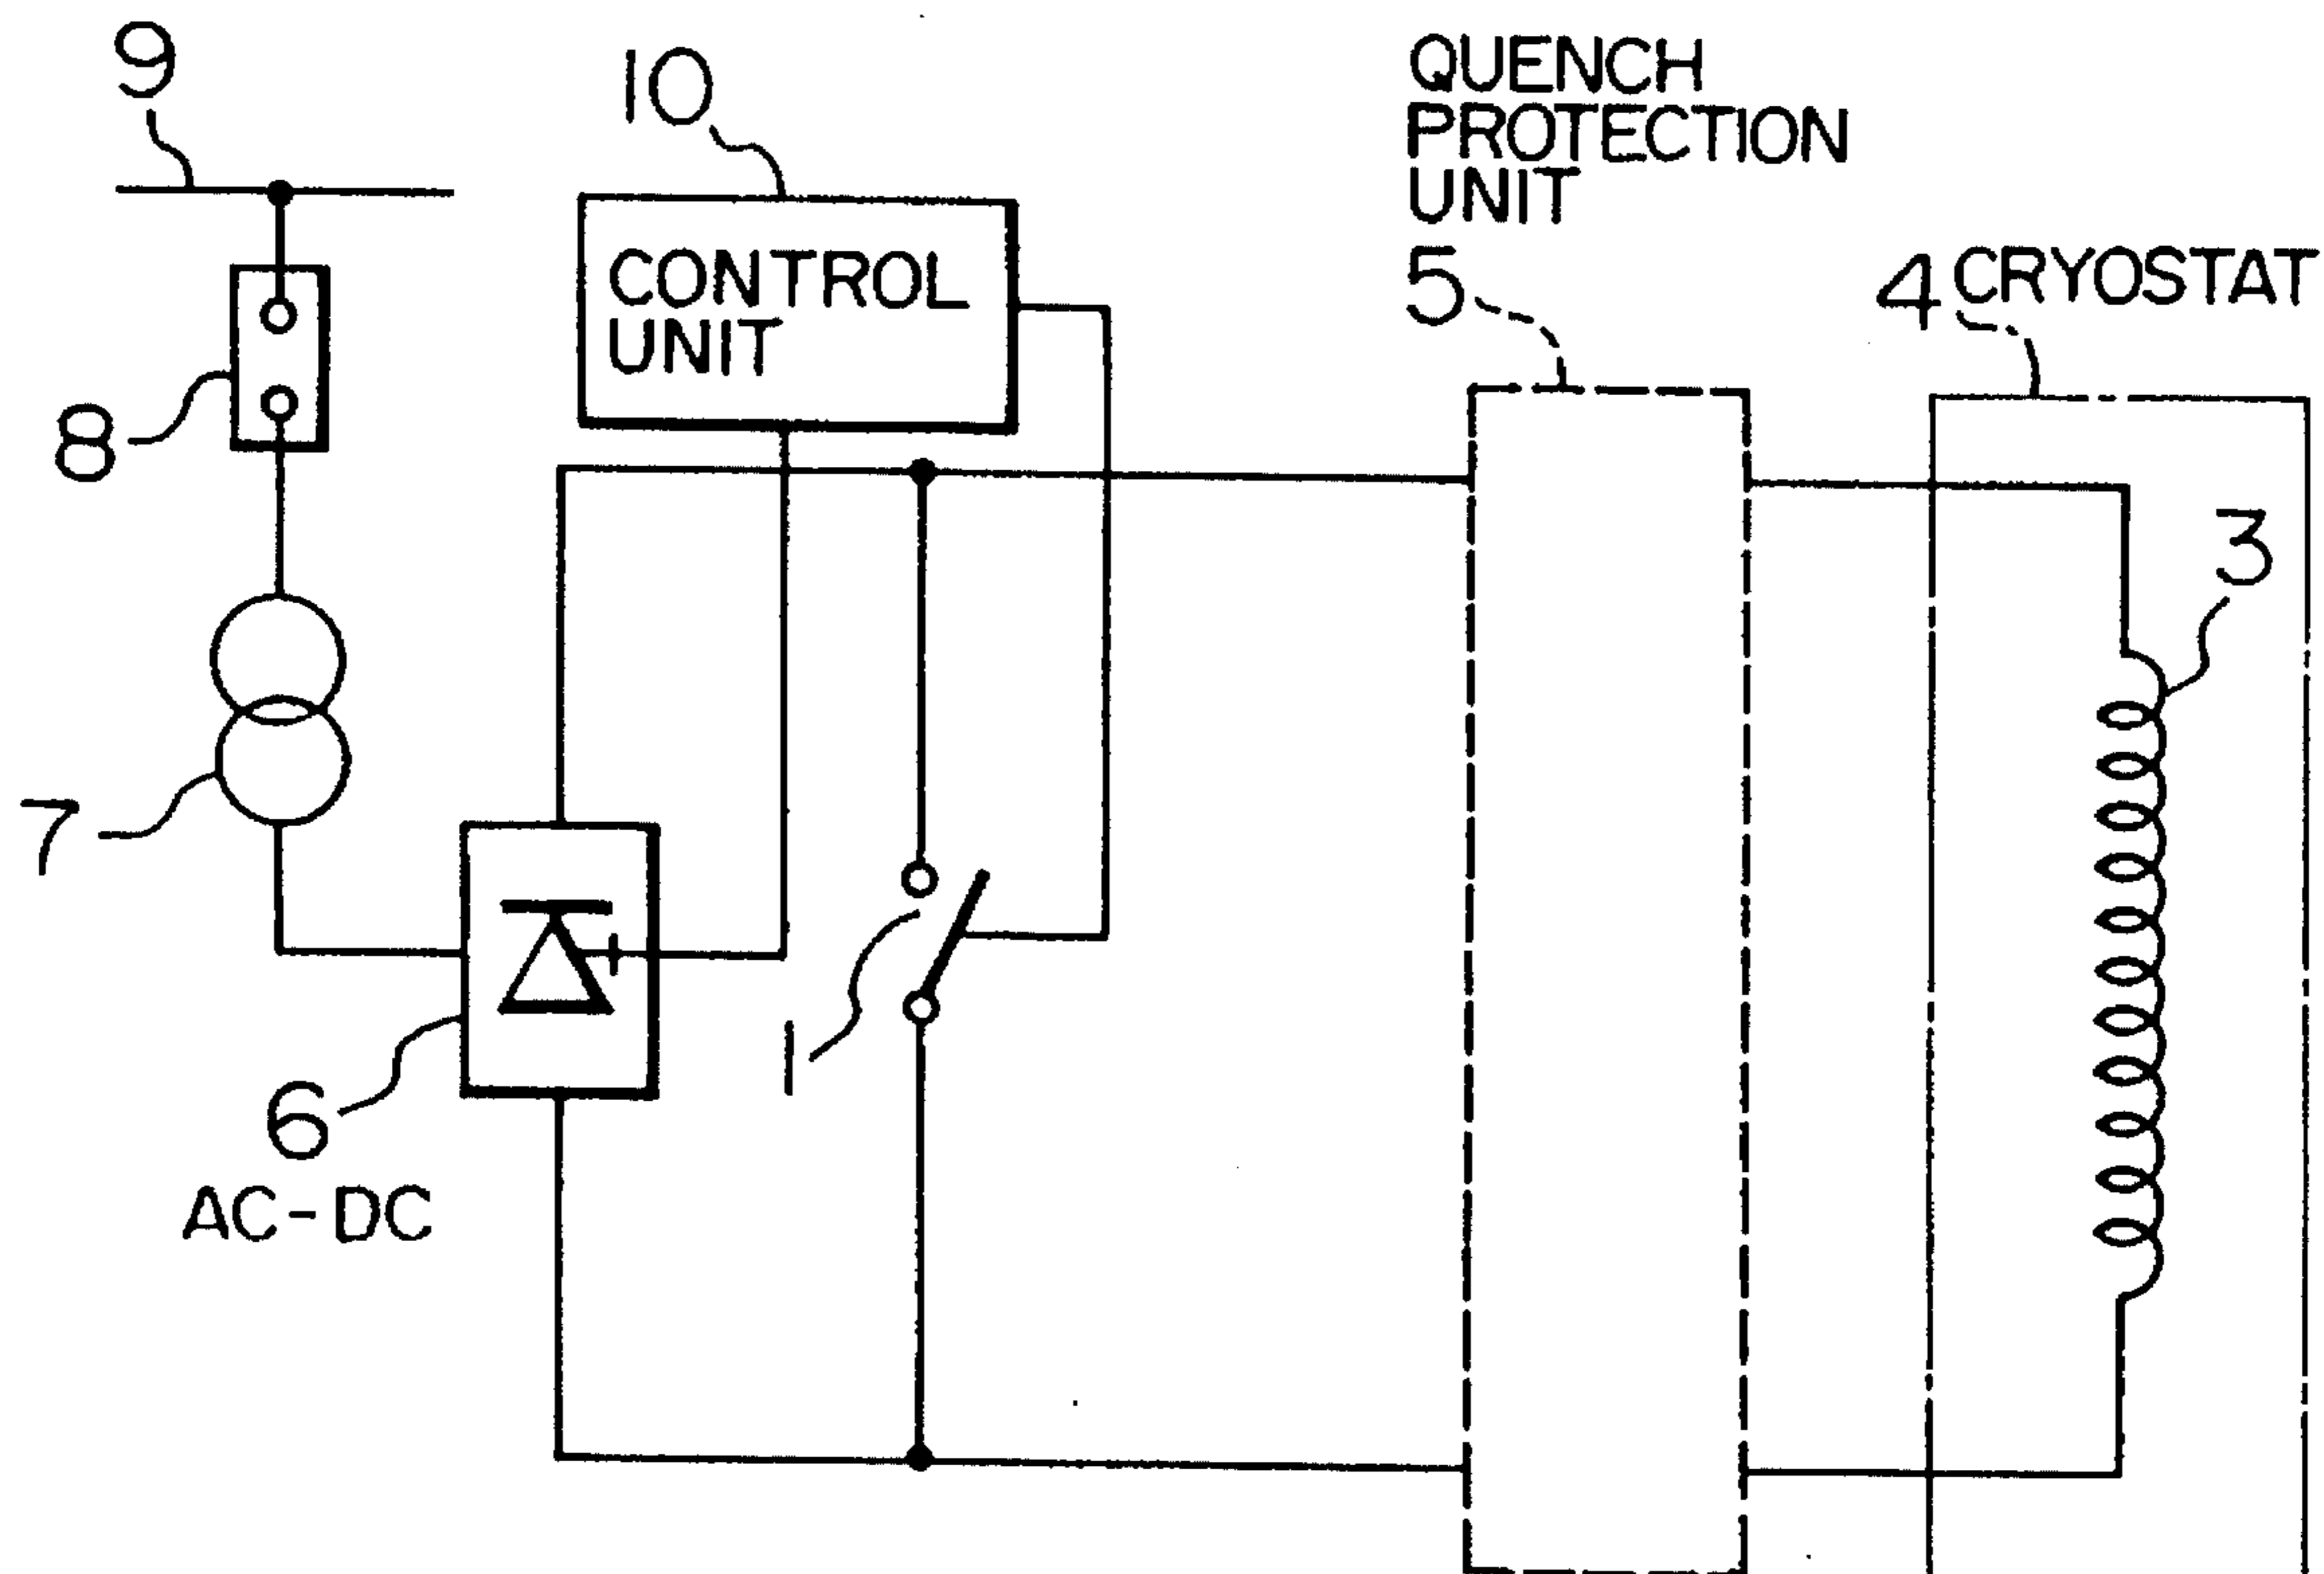 9
10
QUENCH
PROTECTION
UNIT
5
4 CRYOSTAT
CONTROL
UNIT
8
3
7
1
6
AC-DC